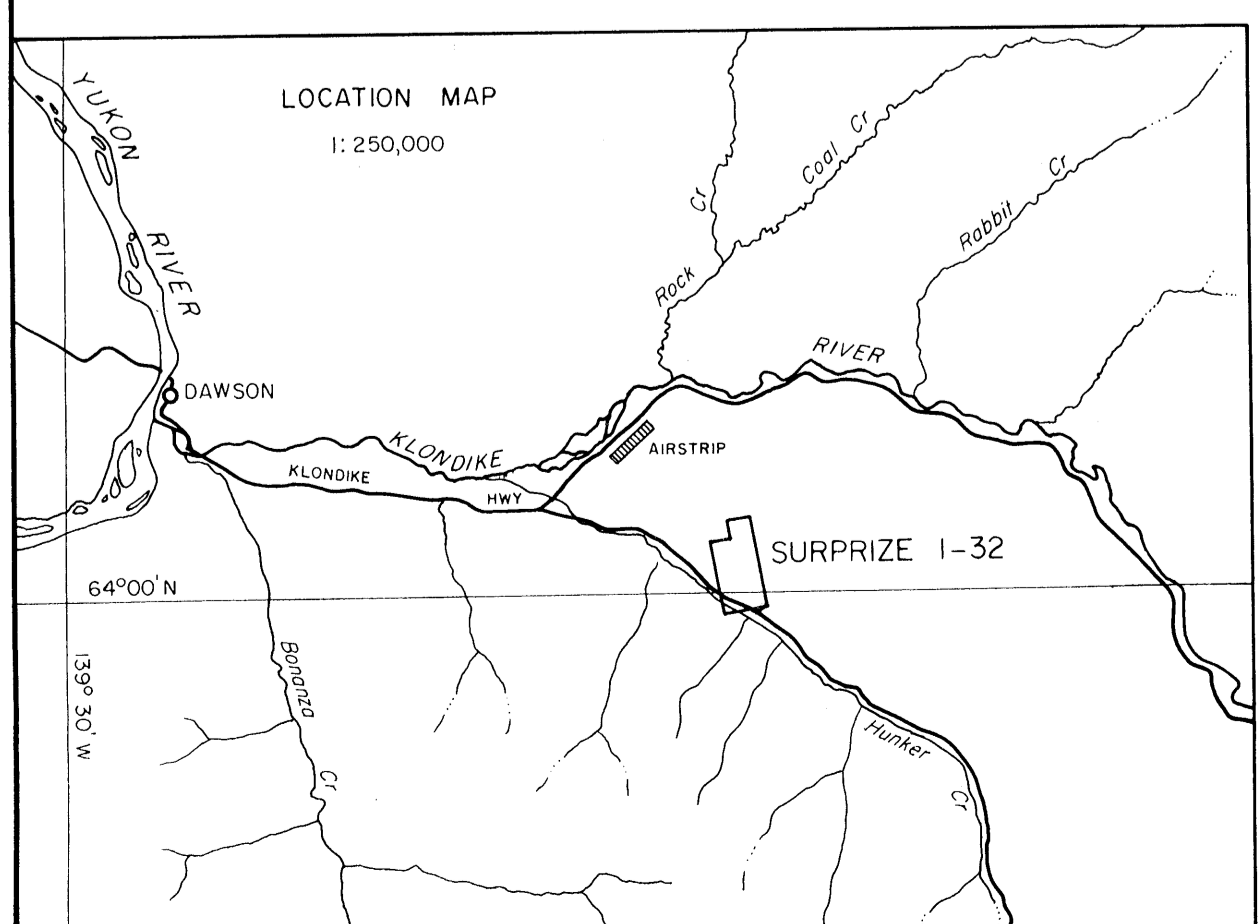 LOCATION MAP
1:250,000
YUKON
RIVER
Rock
Cr
Coal Cr
Rabbit Cr
DAWSON
RIVER
KLONDIKE
AIRSTRIP
KLONDIKE
HWY
SURPRIZE 1-32
64°00'N
139° 30' W
Bonanza
Cr
Hunker
Cr